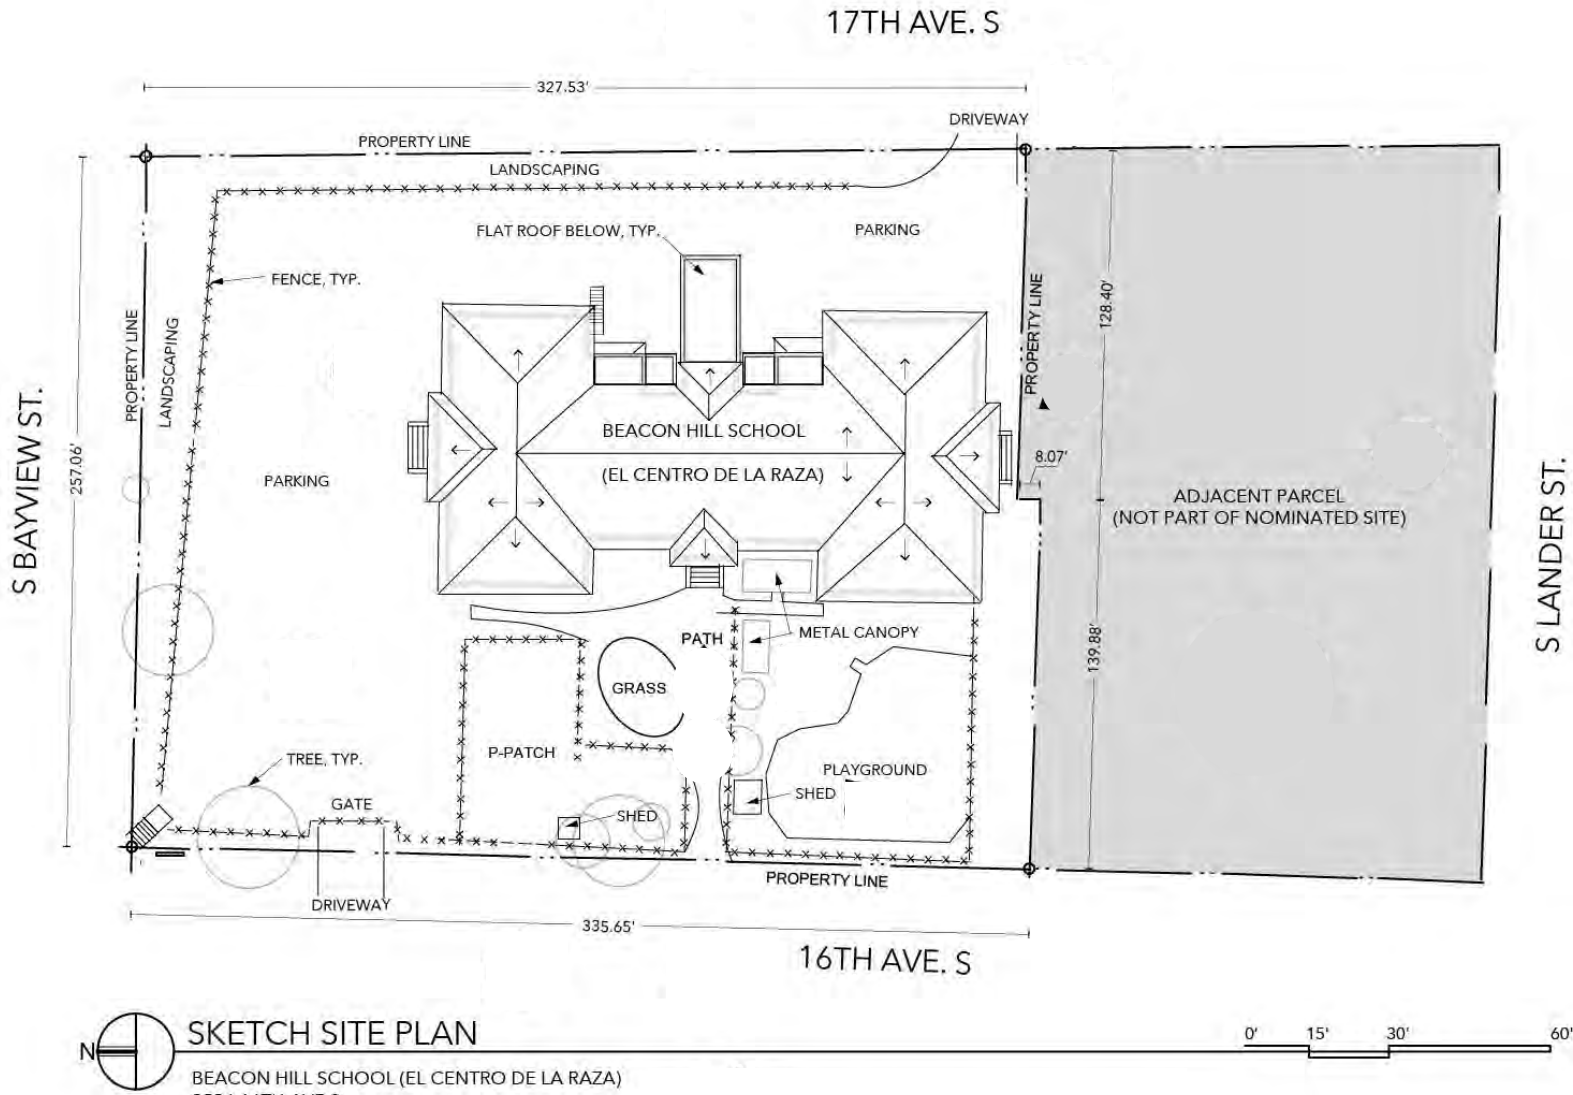 17TH AVE. S
327.53'
DRIVEWAY
PROPERTY LINE
LANDSCAPING
FLAT ROOF BELOW, TYP.
PARKING
FENCE, TYP.
PROPERTY LINE
LANDSCAPING
PROPERTY LINE
128.40'
S BAYVIEW ST.
257.06'
BEACON HILL SCHOOL
(EL CENTRO DE LA RAZA)
PARKING
8.07'
ADJACENT PARCEL
(NOT PART OF NOMINATED SITE)
S LANDER ST.
METAL CANOPY
PATH
139.88'
GRASS
P-PATCH
TREE, TYP.
PLAYGROUND
SHED
GATE
SHED
PROPERTY LINE
DRIVEWAY
335.65'
16TH AVE. S
N
SKETCH SITE PLAN
0' 15' 30' 60'
BEACON HILL SCHOOL (EL CENTRO DE LA RAZA)